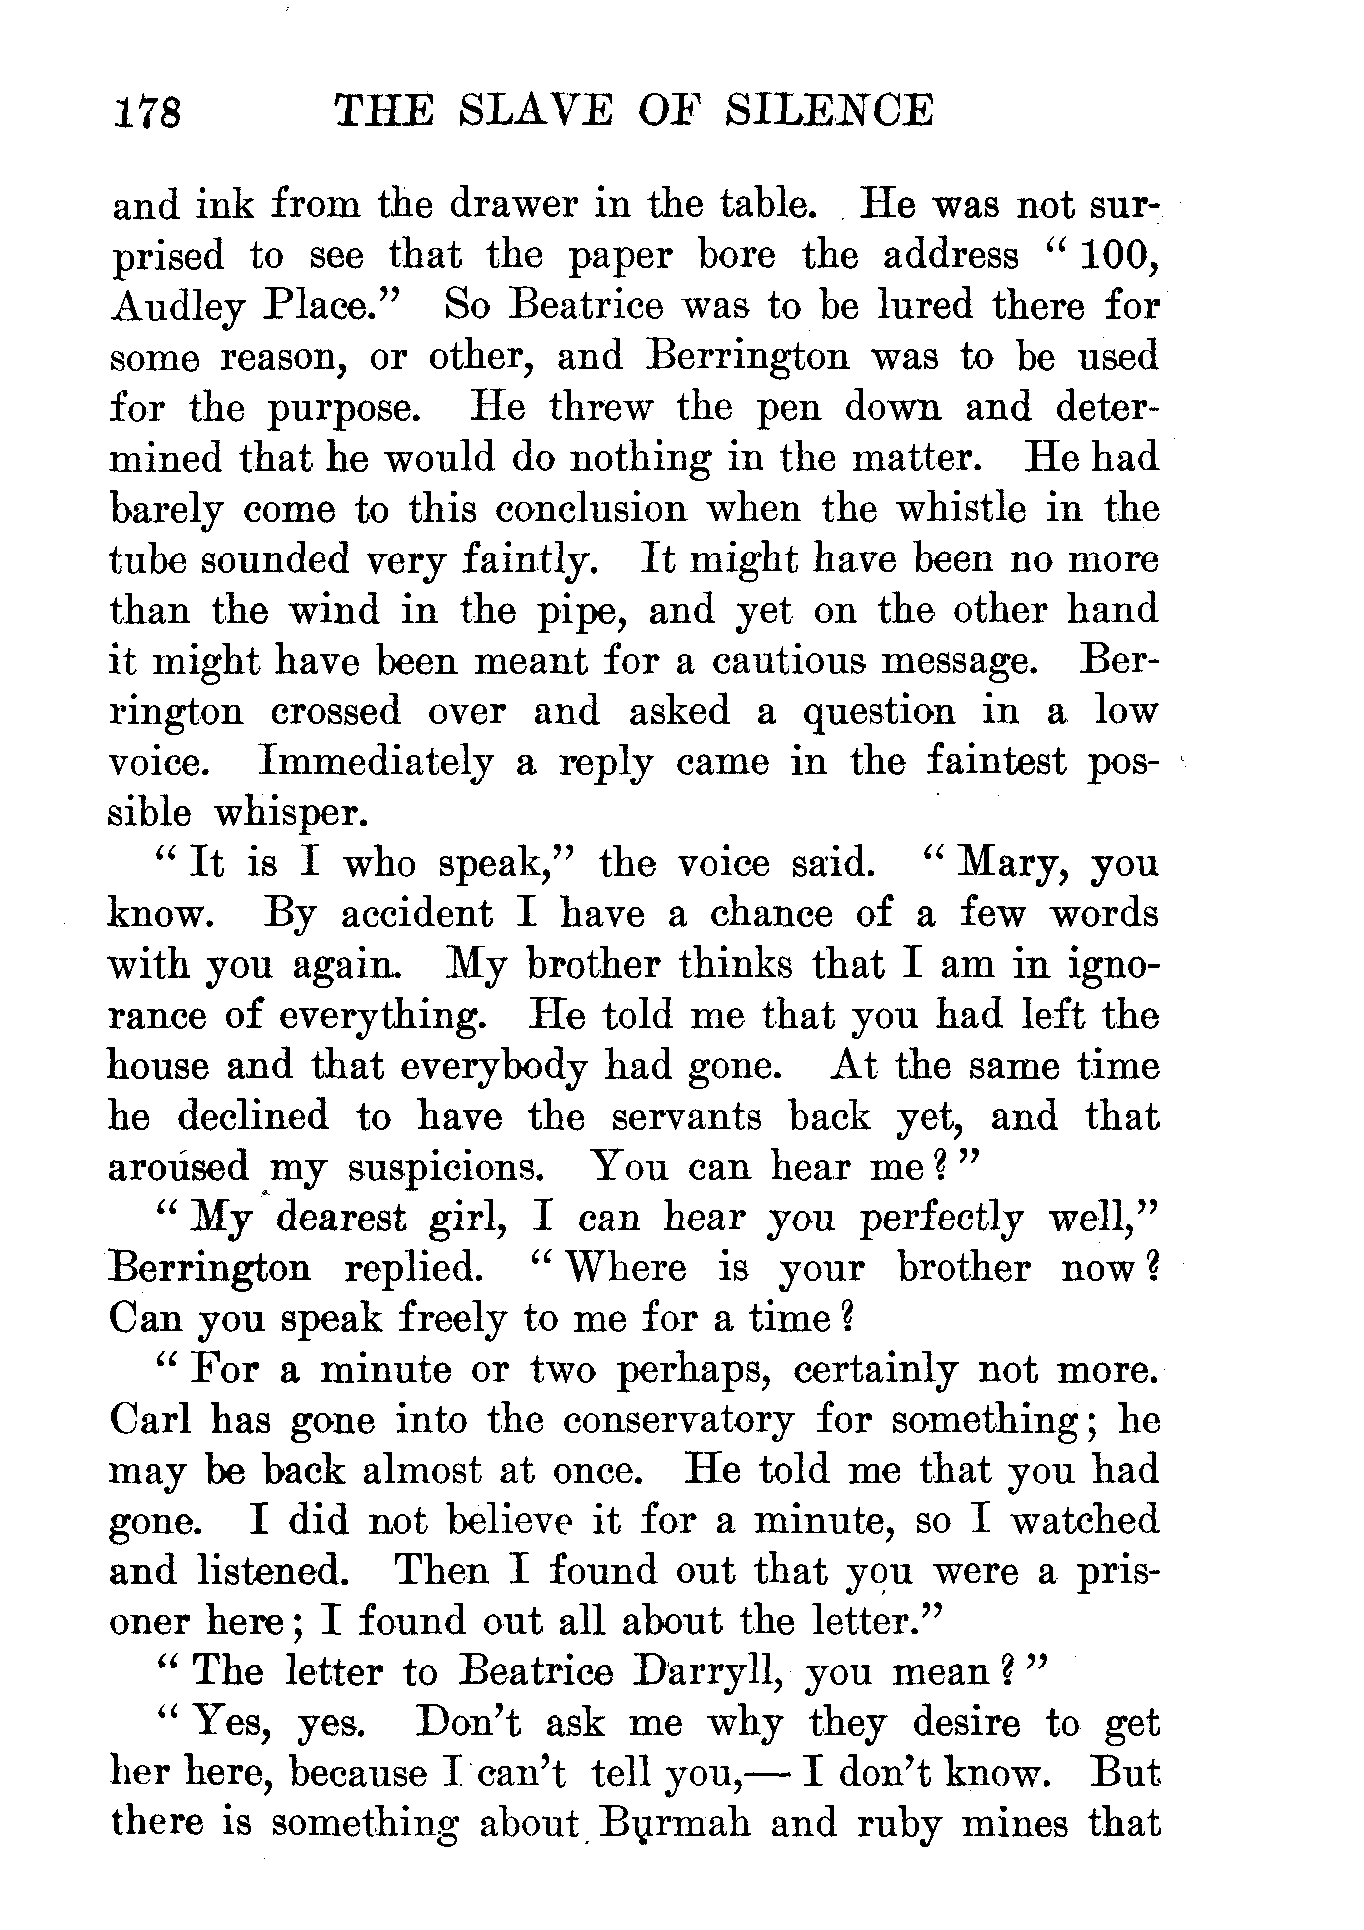 178 THE SLAVE OF SILENCE
and ink from the drawer in the table. He was not sur-
prised to see that the paper bore the address " 100,
Audley Place." So Beatrice was to be lured there for
some reason, or other, and Berrington was to be used
for the purpose. He threw the pen down and deter-
mined that he would do nothing in the matter. He had
barely come to this conclusion when the whistle in the
tube sounded very faintly. It might have been no more
than the wind in the pipe, and yet on the other hand
it might have been meant for a cautious message. Ber-
rington crossed over and asked a question in a low
voice. Immediately a reply came in the faintest pos-
sible whisper.
" It is I who speak," the voice said. " Mary, you
know. By accident I have a chance of a few words
with you again. My brother thinks that I am in igno-
rance of everything. He told me that you had left the
house and that everybody had gone. At the same time
he declined to have the servants back yet, and that
aroused my suspicions. You can hear me? "
" My dearest girl, I can hear you perfectly well,"
Berrington replied. " Where is your brother now?
Can you speak freely to me for a time?
" For a minute or two perhaps, certainly not more.
Carl has gone into the conservatory for something; he
may be back almost at once. He told me that you had
gone. I did not believe it for a minute, so I watched
and listened. Then I found out that you were a pris-
oner here; I found out all about the letter."
" The letter to Beatrice Darryll, you mean? "
" Yes, yes. Don't ask me why they desire to get
her here, because I can't tell you,— I don't know. But
there is something about Burmah and ruby mines that